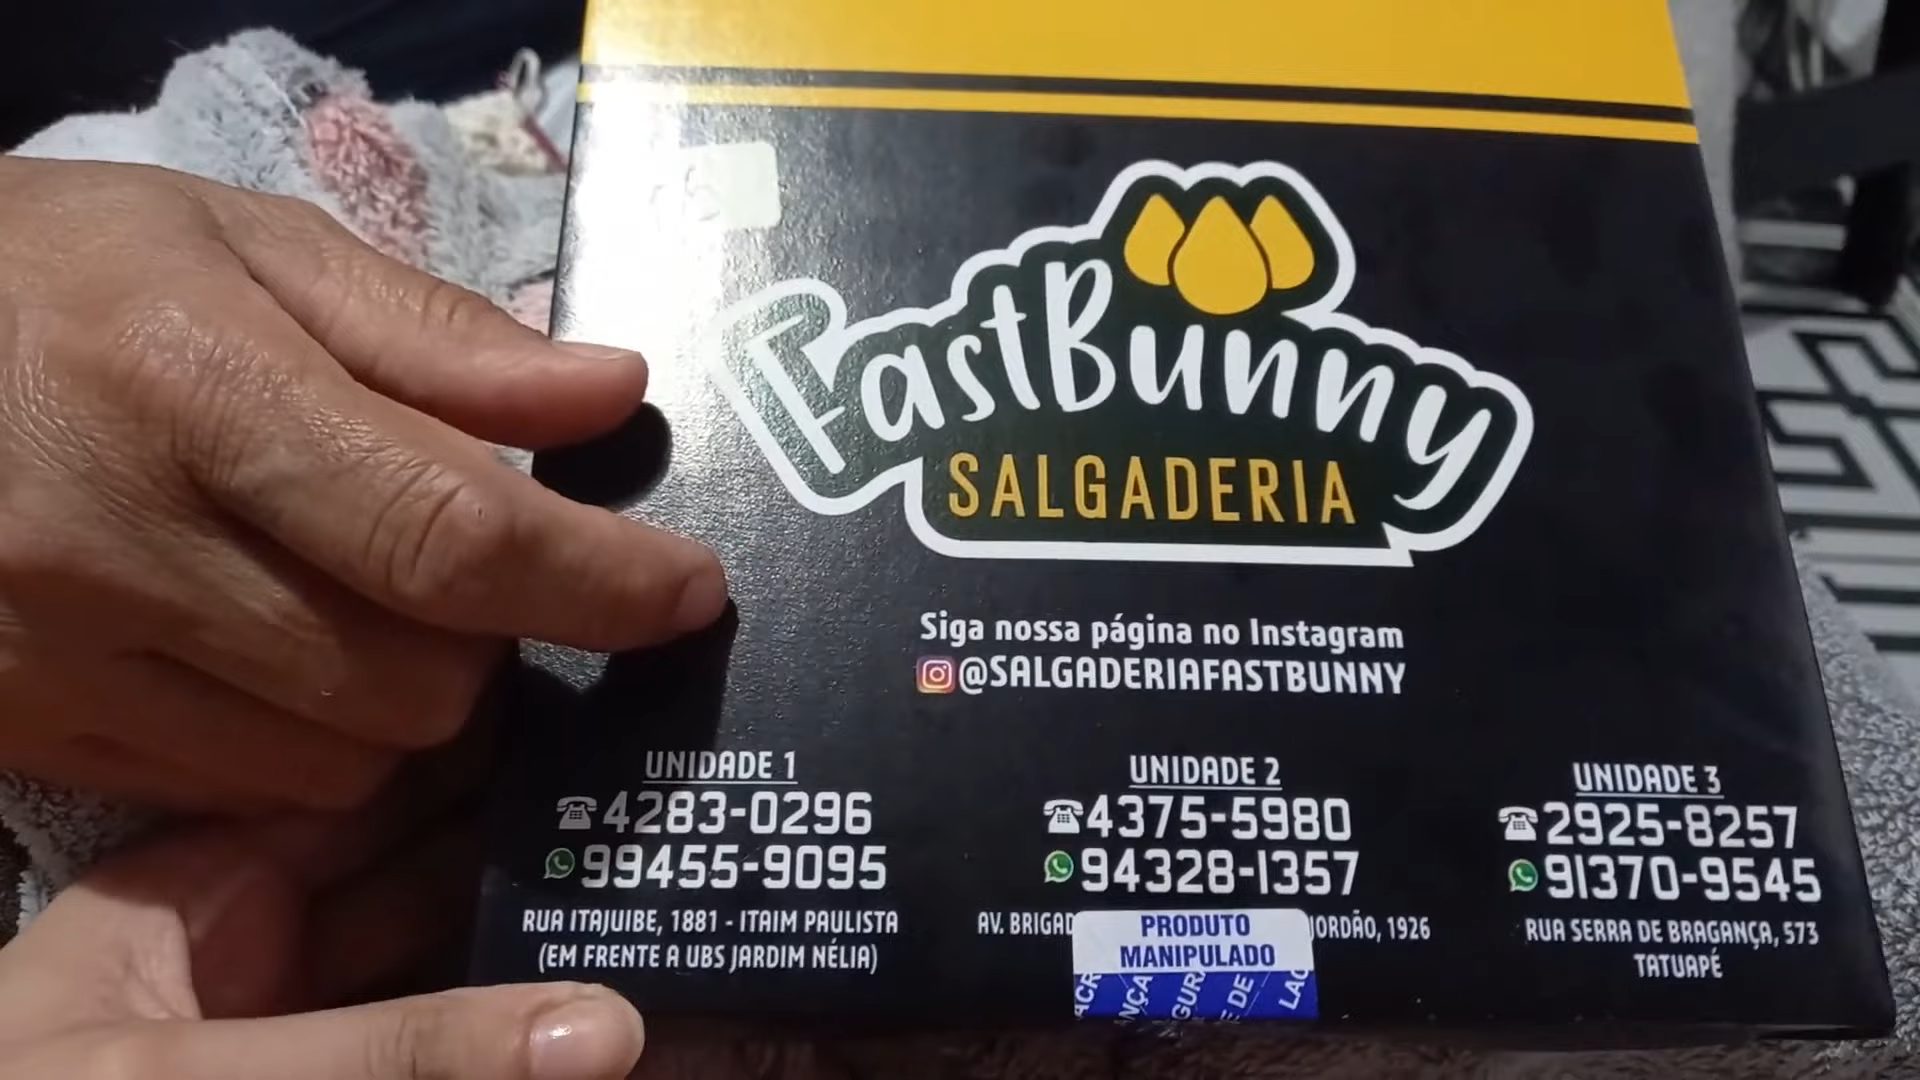 FastBunny
SALGADERIA
Siga nossa página no Instagram
@SALGADERIAFASTBUNNY
UNIDADE 1
4283-0296
99455-9095
RUA ITAJUIBE, 1881 - ITAIM PAULISTA
(EM FRENTE A UBS JARDIM NÉLIA)
UNIDADE 2
4375-5980
94328-1357
AV. JORDÃO, 1926
PRODUTO
MANIPULADO
UNIDADE 3
2925-8257
91370-9545
RUA SERRA DE BRAGANÇA, 573
TATUAPÉ